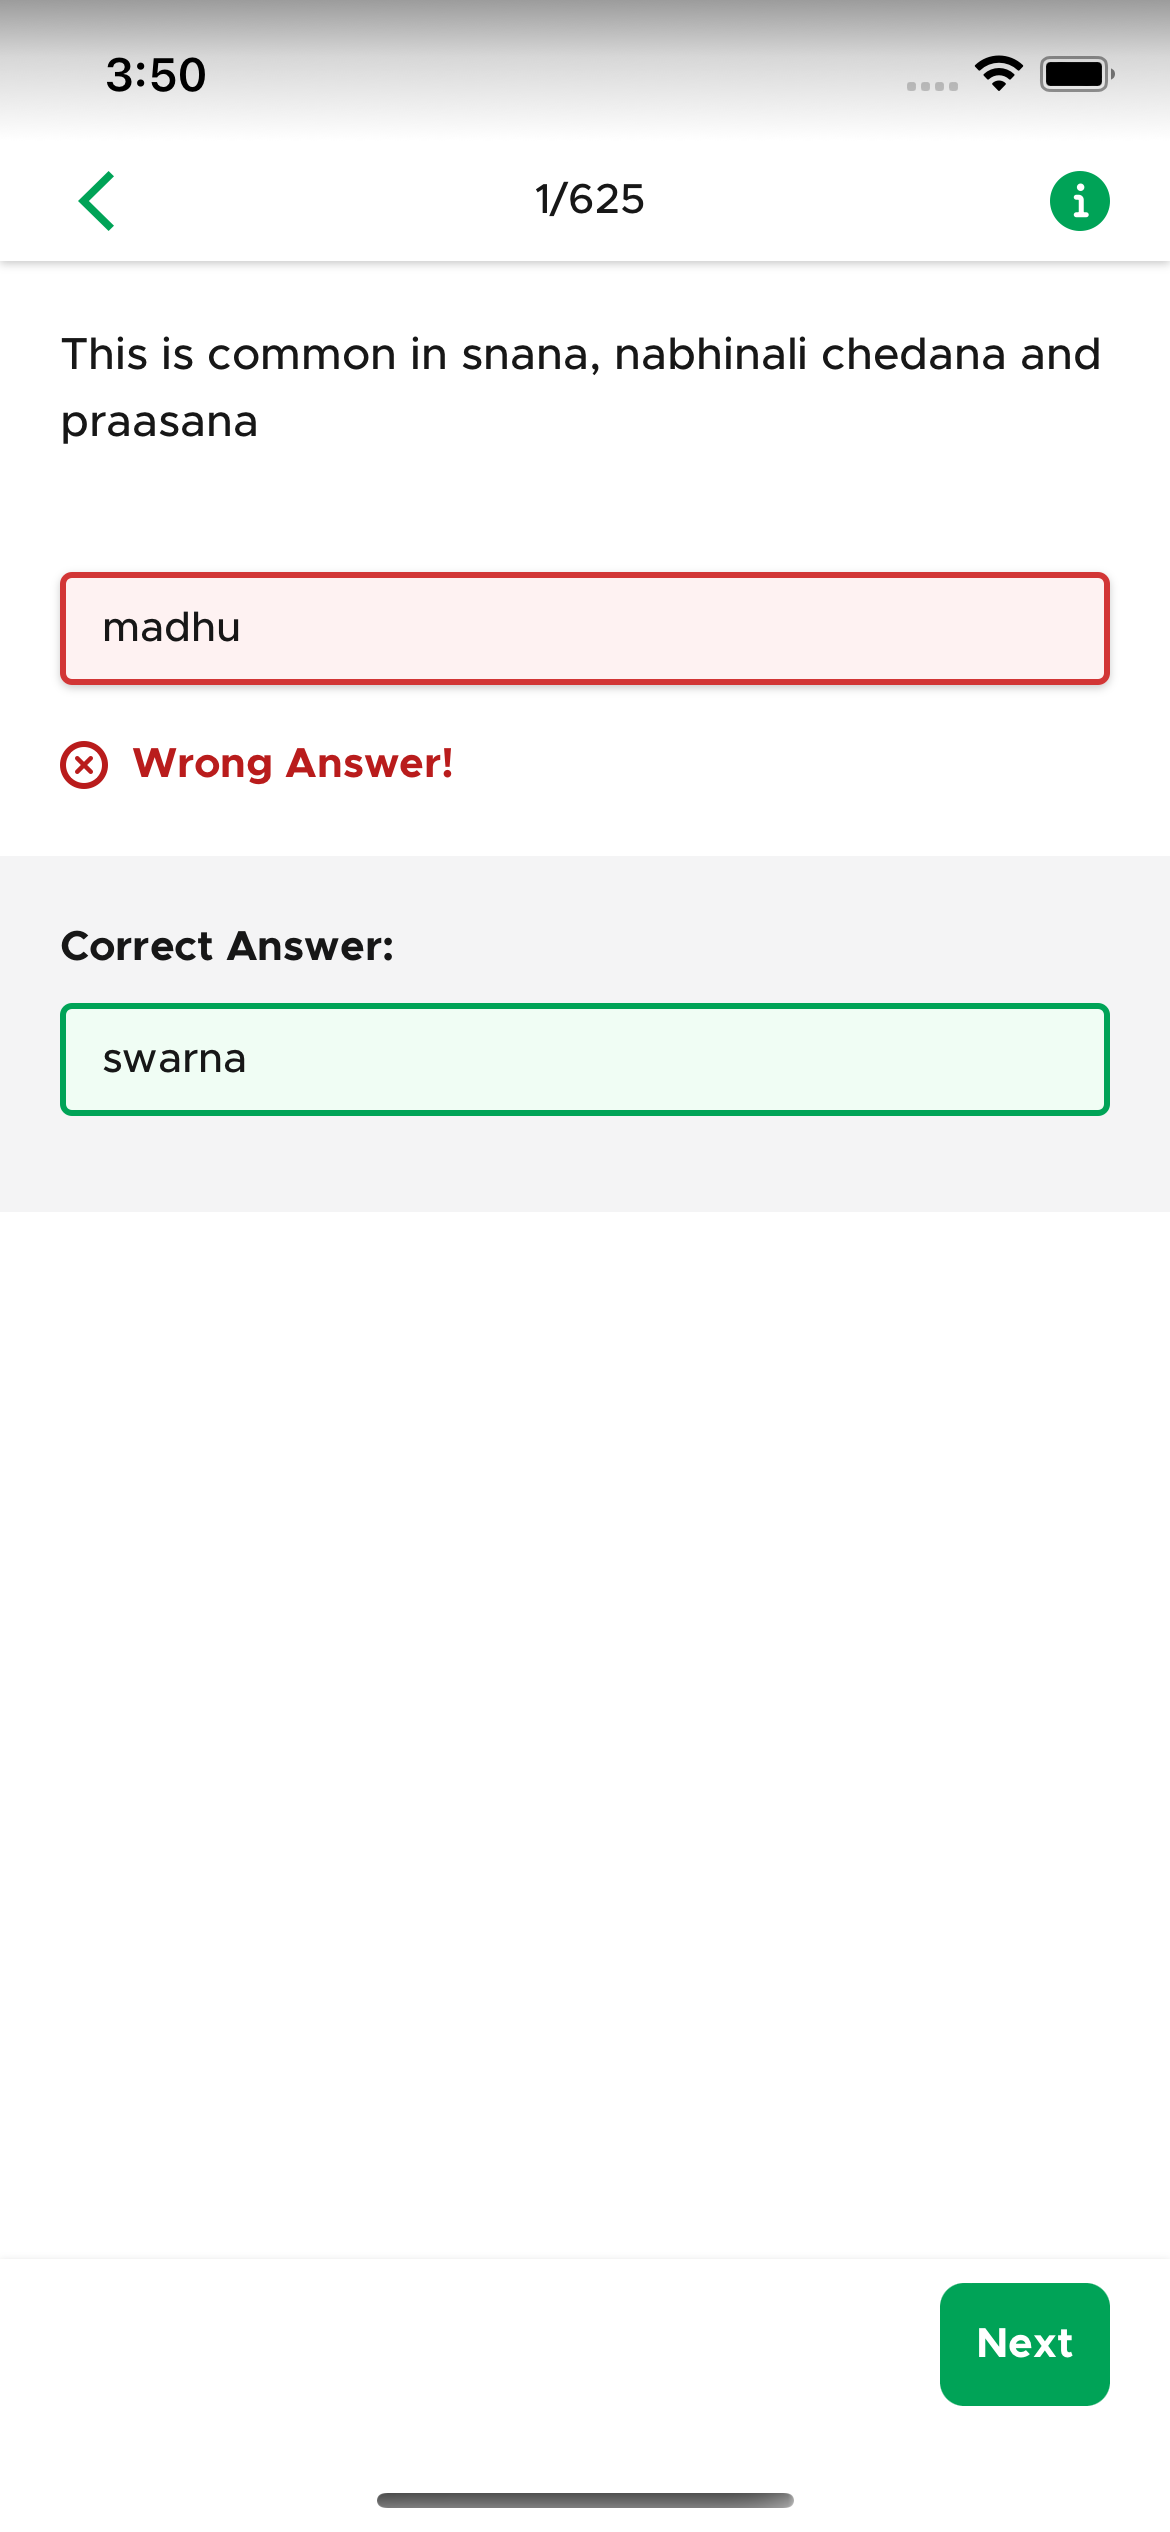 3:50
1/625
This is common in snana, nabhinali chedana and
praasana
madhu
Wrong Answer!
Correct Answer:
swarna
Next